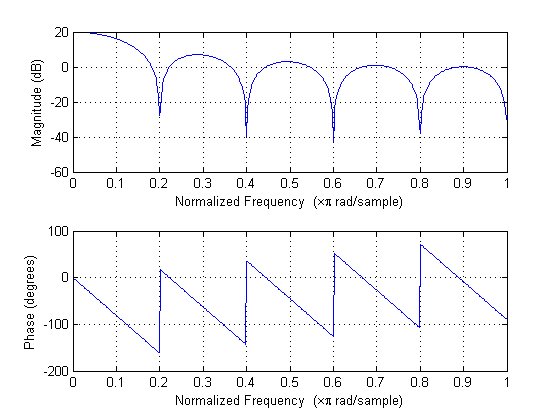 20
0
-20
-40
-60
Magnitude (dB)
0 0.1 0.2 0.3 0.4 0.5 0.6 0.7 0.8 0.9 1
Normalized Frequency (×π rad/sample)
100
0
-100
-200
Phase (degrees)
0 0.1 0.2 0.3 0.4 0.5 0.6 0.7 0.8 0.9 1
Normalized Frequency (×π rad/sample)